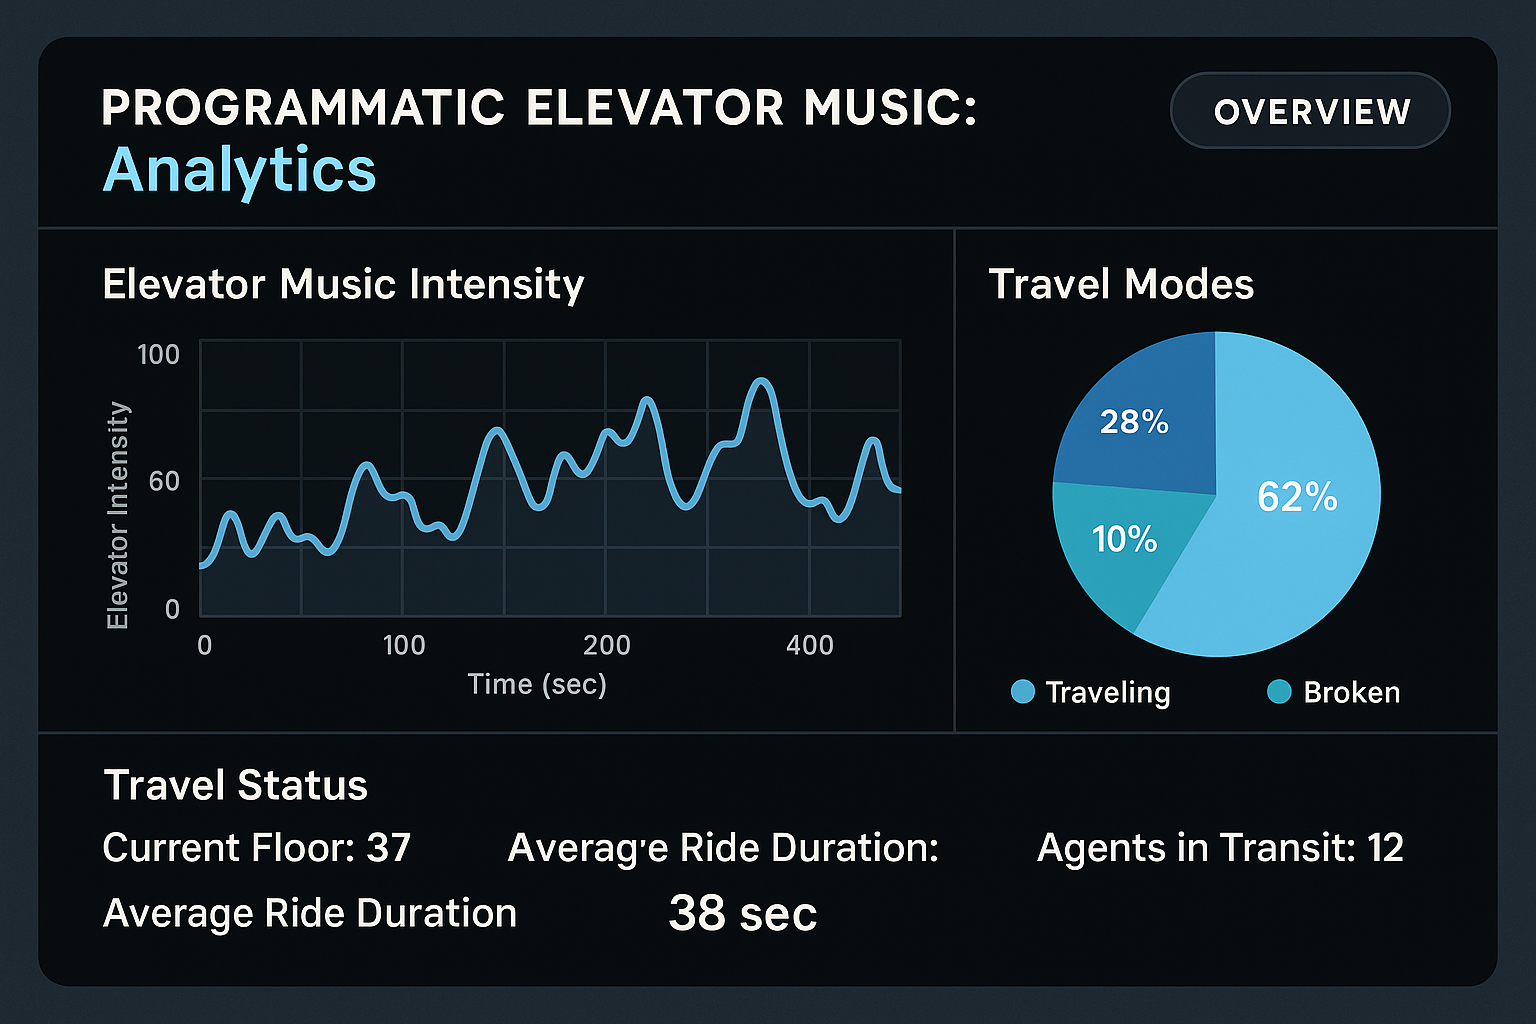 PROGRAMMATIC ELEVATOR MUSIC:
Analytics
OVERVIEW
Elevator Music Intensity
Elevator Intensity
100
60
0
0 100 200 400
Time (sec)
Travel Modes
28%
62%
10%
Traveling
Broken
Travel Status
Current Floor: 37
Averag'e Ride Duration:
Agents in Transit: 12
Average Ride Duration
38 sec